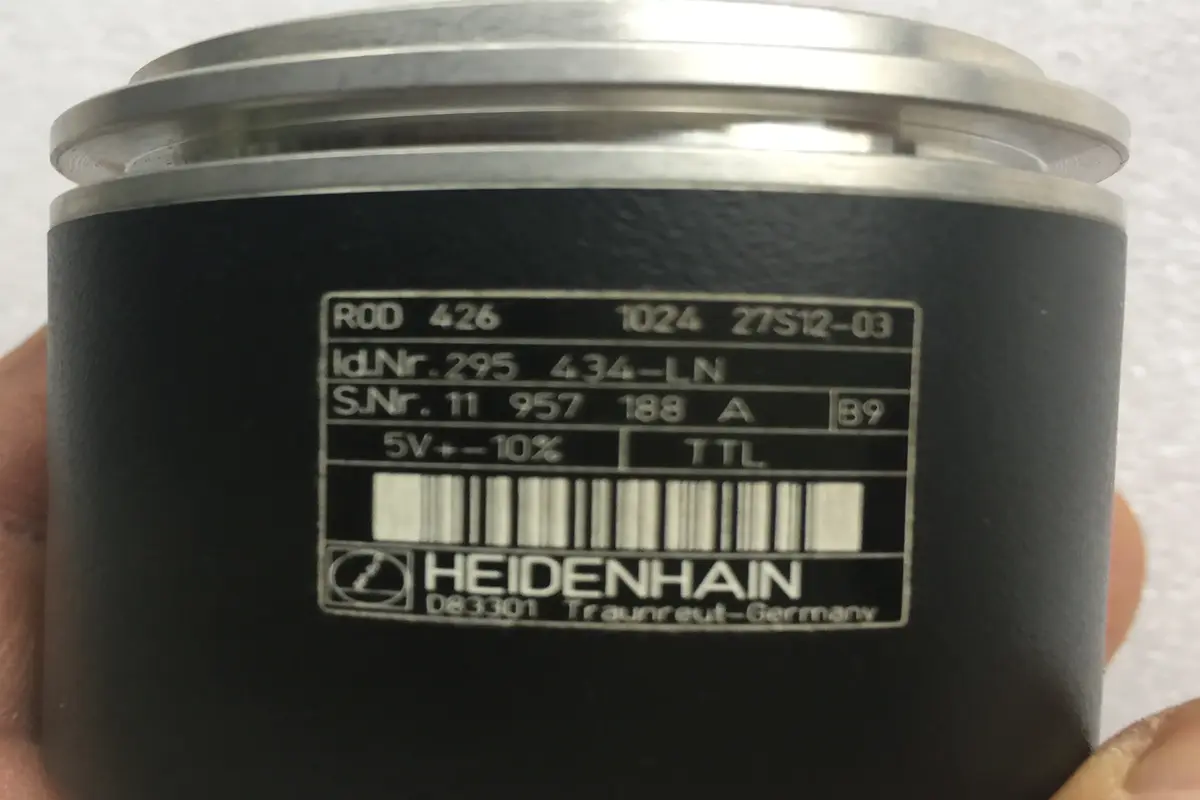 ROD 426 1024 27S12-03
Id.Nr.295 434-LN
S.Nr. 11 957 188 A B9
5V+-10% TTL
HEIDENHAIN
D83301 Traunreut-Germany